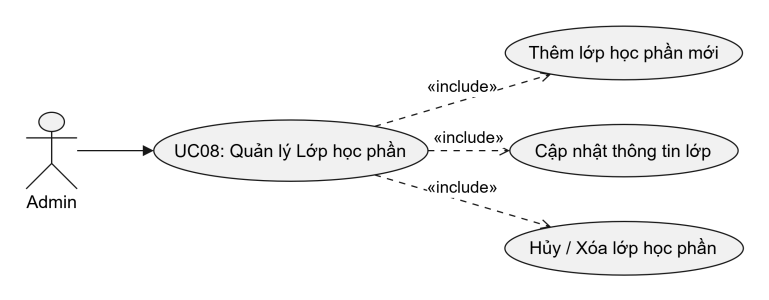 Thêm lớp học phần mới
«include»
«include»
UC08: Quản lý Lớp học phần
Cập nhật thông tin lớp
«include»
Admin
Hủy / Xóa lớp học phần